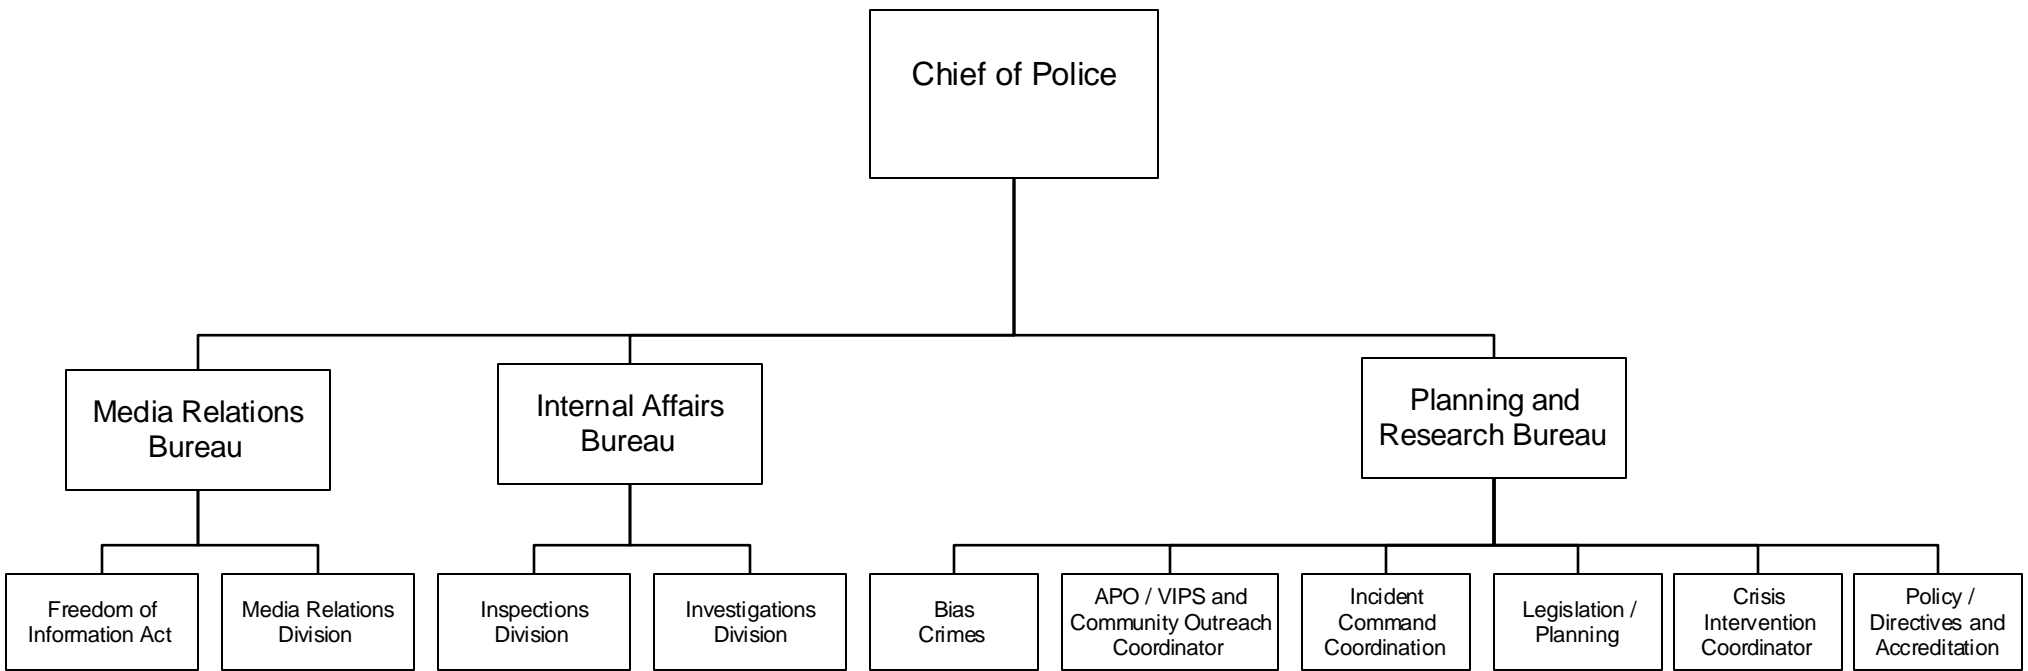 Chief of Police
Media Relations
Bureau
Internal Affairs
Bureau
Planning and
Research Bureau
Freedom of
Information Act
Media Relations
Division
Inspections
Division
Investigations
Division
Bias
Crimes
APO / VIPS and
Community Outreach
Coordinator
Incident
Command
Coordination
Legislation /
Planning
Crisis
Intervention
Coordinator
Policy /
Directives and
Accreditation